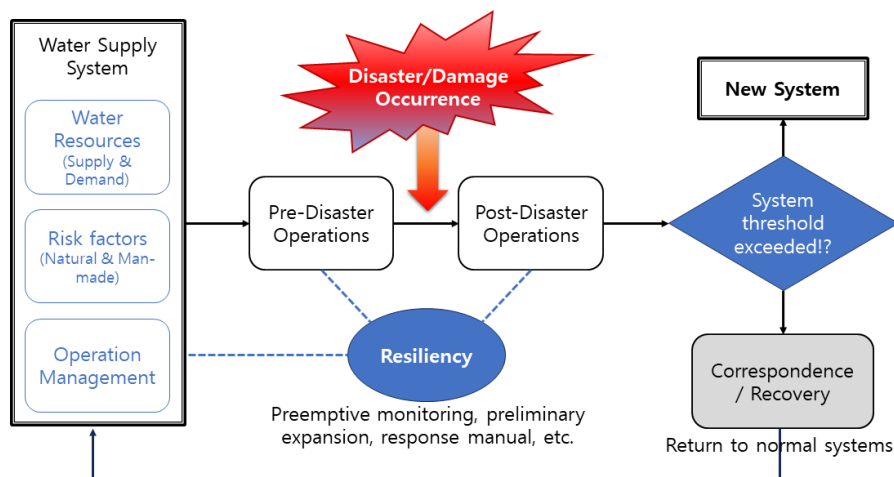 Water Supply
System
Water
Resources
(Supply &
Demand)
Risk factors
(Natural & Man-
made)
Operation
Management
Disaster/Damage
Occurrence
Pre-Disaster
Operations
Post-Disaster
Operations
Resiliency
Preemptive monitoring, preliminary
expansion, response manual, etc.
New System
System
threshold
exceeded!?
Correspondence
/ Recovery
Return to normal systems